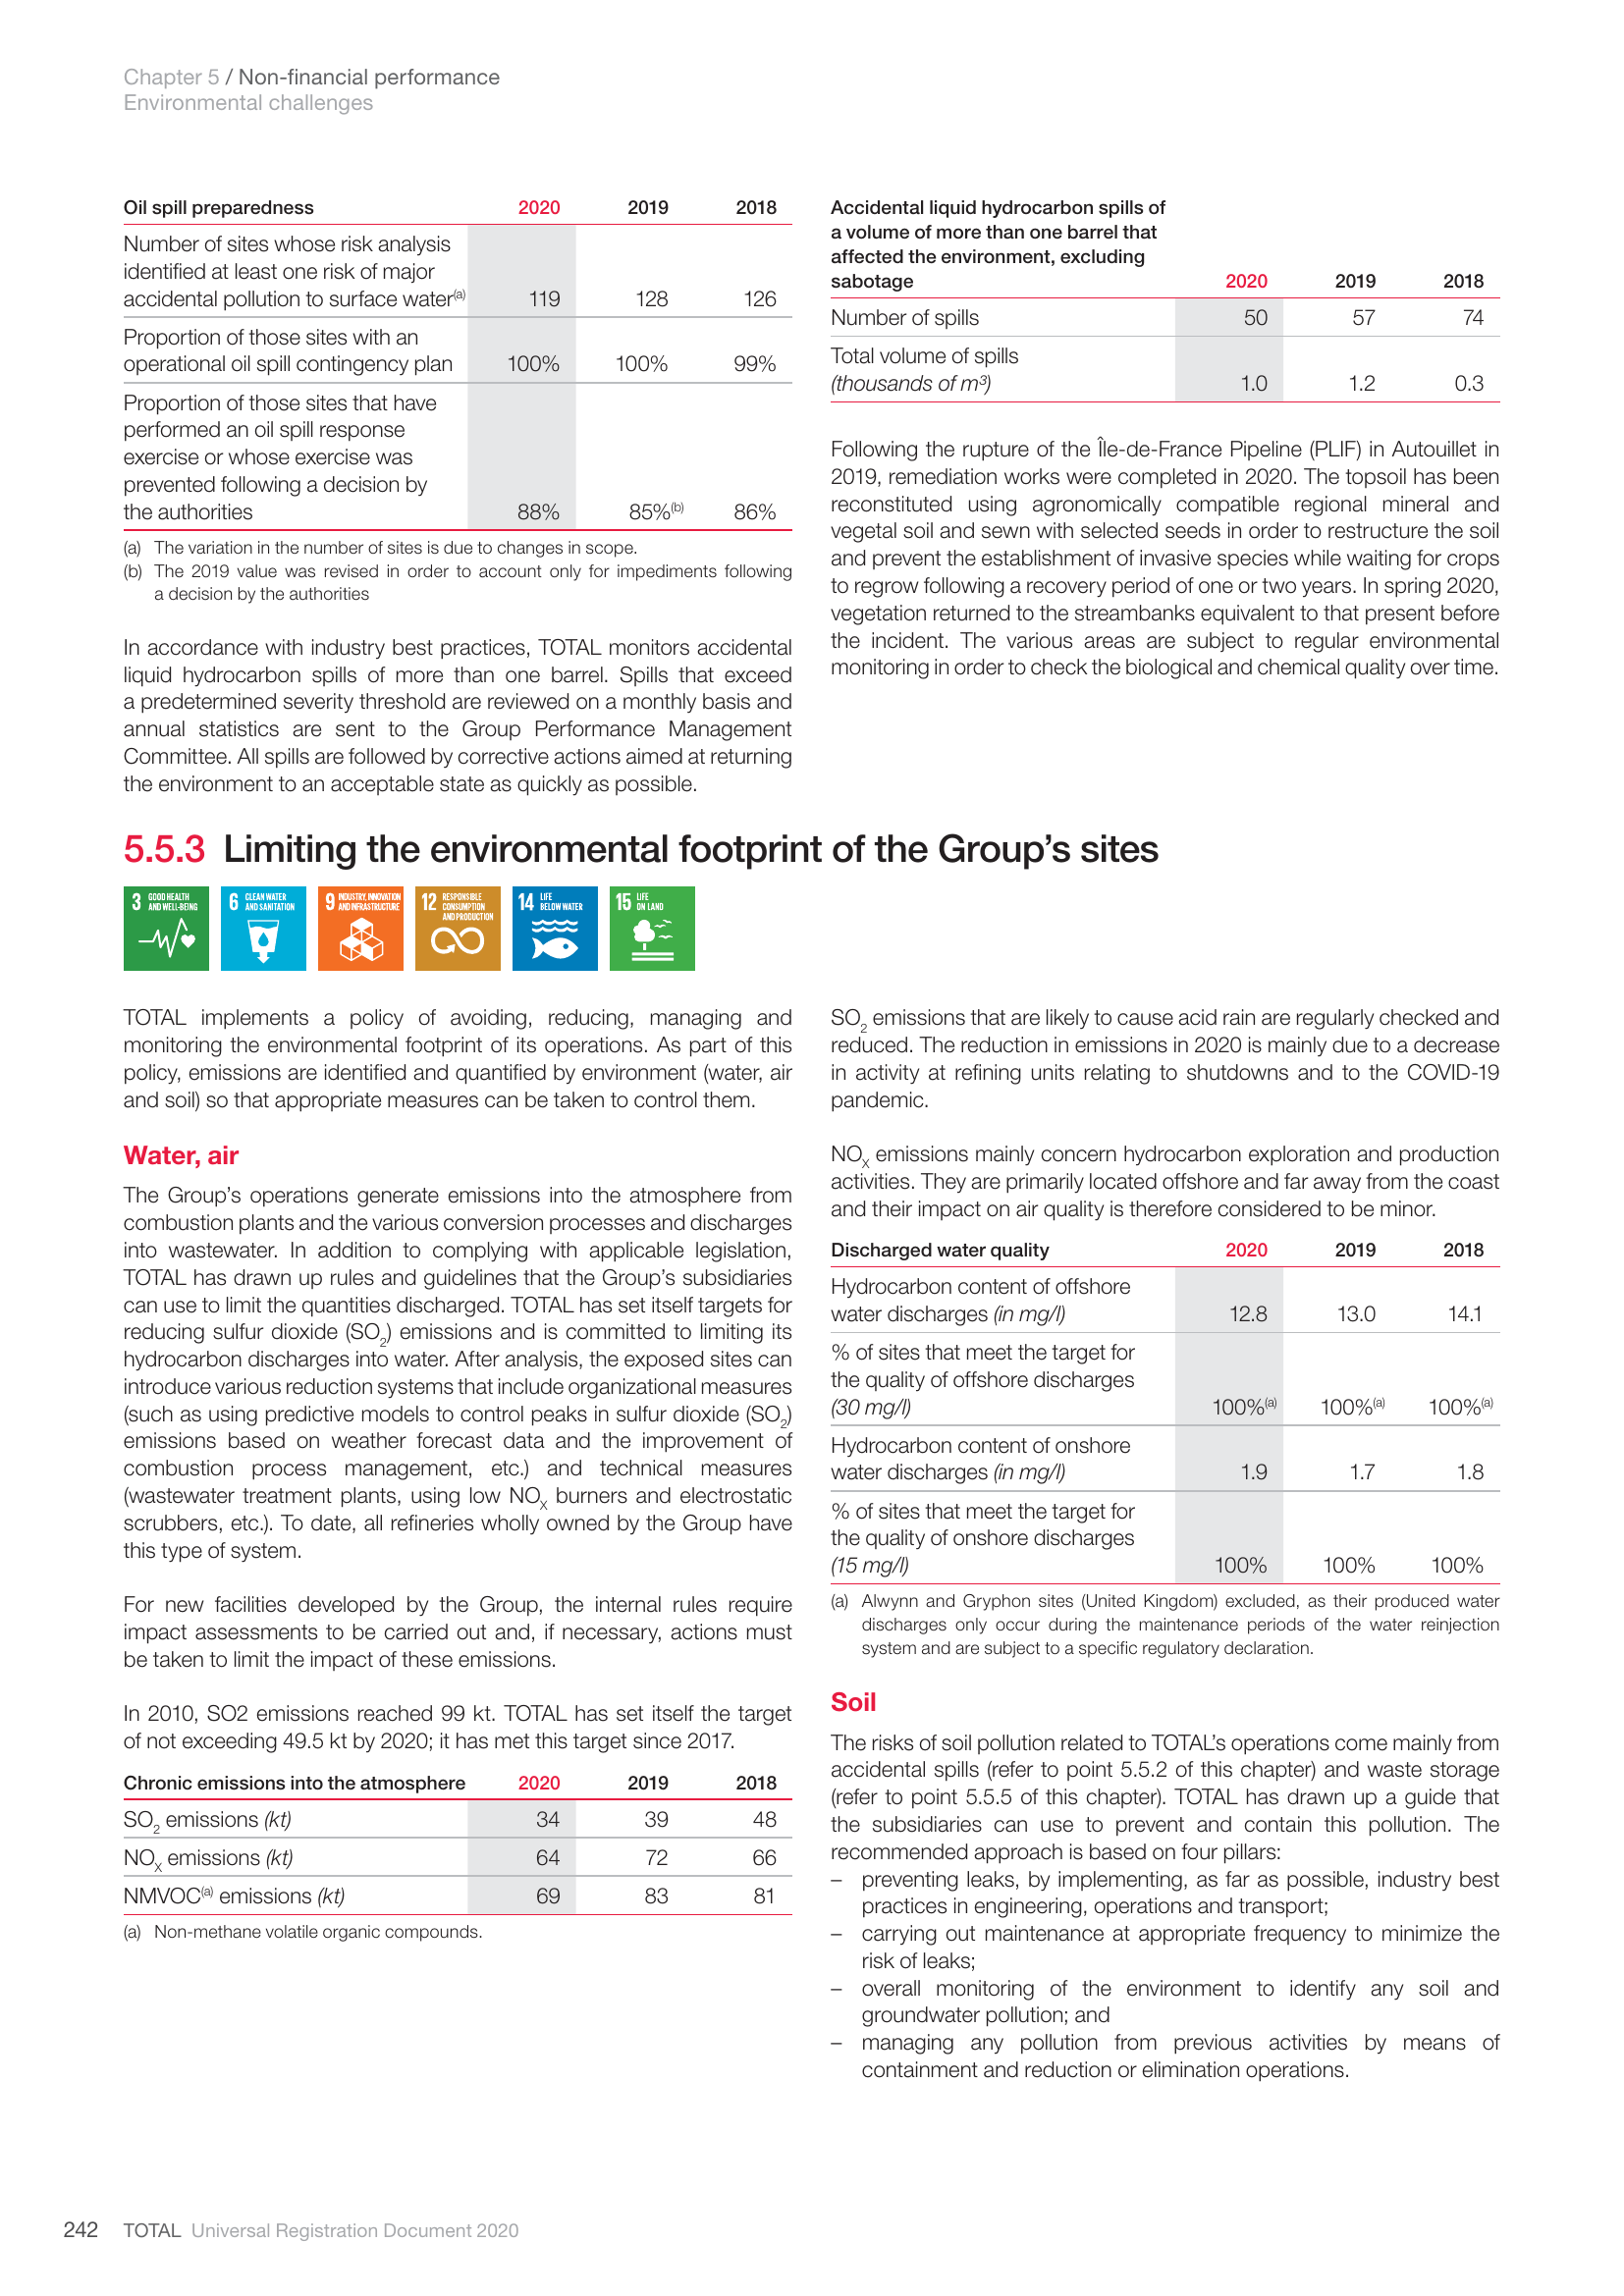 Chapter 5 / Non-financial performance
Environmental challenges
Oil spill preparedness 2020 2019 2018
Number of sites whose risk analysis
identified at least one risk of major
accidental pollution to surface water(a) 119 128 126
Proportion of those sites with an
operational oil spill contingency plan 100% 100% 99%
Proportion of those sites that have
performed an oil spill response
exercise or whose exercise was
prevented following a decision by
the authorities 88% 85%(b) 86%
(a) The variation in the number of sites is due to changes in scope.
(b) The 2019 value was revised in order to account only for impediments following
a decision by the authorities
In accordance with industry best practices, TOTAL monitors accidental
liquid hydrocarbon spills of more than one barrel. Spills that exceed
a predetermined severity threshold are reviewed on a monthly basis and
annual statistics are sent to the Group Performance Management
Committee. All spills are followed by corrective actions aimed at returning
the environment to an acceptable state as quickly as possible.
Accidental liquid hydrocarbon spills of
a volume of more than one barrel that
affected the environment, excluding
sabotage 2020 2019 2018
Number of spills 50 57 74
Total volume of spills
(thousands of m³) 1.0 1.2 0.3
Following the rupture of the Île-de-France Pipeline (PLIF) in Autouillet in
2019, remediation works were completed in 2020. The topsoil has been
reconstituted using agronomically compatible regional mineral and
vegetal soil and sewn with selected seeds in order to restructure the soil
and prevent the establishment of invasive species while waiting for crops
to regrow following a recovery period of one or two years. In spring 2020,
vegetation returned to the streambanks equivalent to that present before
the incident. The various areas are subject to regular environmental
monitoring in order to check the biological and chemical quality over time.
5.5.3 Limiting the environmental footprint of the Group's sites
3 GOOD HEALTH
AND WELL-BEING
6 CLEAN WATER
AND SANITATION
9 INDUSTRY, INNOVATION
AND INFRASTRUCTURE
12 RESPONSIBLE
CONSUMPTION
AND PRODUCTION
14 LIFE
BELOW WATER
15 LIFE
ON LAND
TOTAL implements a policy of avoiding, reducing, managing and
monitoring the environmental footprint of its operations. As part of this
policy, emissions are identified and quantified by environment (water, air
and soil) so that appropriate measures can be taken to control them.
Water, air
The Group's operations generate emissions into the atmosphere from
combustion plants and the various conversion processes and discharges
into wastewater. In addition to complying with applicable legislation,
TOTAL has drawn up rules and guidelines that the Group's subsidiaries
can use to limit the quantities discharged. TOTAL has set itself targets for
reducing sulfur dioxide (SO2) emissions and is committed to limiting its
hydrocarbon discharges into water. After analysis, the exposed sites can
introduce various reduction systems that include organizational measures
(such as using predictive models to control peaks in sulfur dioxide (SO2)
emissions based on weather forecast data and the improvement of
combustion process management, etc.) and technical measures
(wastewater treatment plants, using low NOX burners and electrostatic
scrubbers, etc.). To date, all refineries wholly owned by the Group have
this type of system.
For new facilities developed by the Group, the internal rules require
impact assessments to be carried out and, if necessary, actions must
be taken to limit the impact of these emissions.
In 2010, SO2 emissions reached 99 kt. TOTAL has set itself the target
of not exceeding 49.5 kt by 2020; it has met this target since 2017.
Chronic emissions into the atmosphere 2020 2019 2018
SO2 emissions (kt) 34 39 48
NOX emissions (kt) 64 72 66
NMVOC(a) emissions (kt) 69 83 81
(a) Non-methane volatile organic compounds.
SO2 emissions that are likely to cause acid rain are regularly checked and
reduced. The reduction in emissions in 2020 is mainly due to a decrease
in activity at refining units relating to shutdowns and to the COVID-19
pandemic.
NOX emissions mainly concern hydrocarbon exploration and production
activities. They are primarily located offshore and far away from the coast
and their impact on air quality is therefore considered to be minor.
Discharged water quality 2020 2019 2018
Hydrocarbon content of offshore
water discharges (in mg/l) 12.8 13.0 14.1
% of sites that meet the target for
the quality of offshore discharges
(30 mg/l) 100%(a) 100%(a) 100%(a)
Hydrocarbon content of onshore
water discharges (in mg/l) 1.9 1.7 1.8
% of sites that meet the target for
the quality of onshore discharges
(15 mg/l) 100% 100% 100%
(a) Alwynn and Gryphon sites (United Kingdom) excluded, as their produced water
discharges only occur during the maintenance periods of the water reinjection
system and are subject to a specific regulatory declaration.
Soil
The risks of soil pollution related to TOTAL's operations come mainly from
accidental spills (refer to point 5.5.2 of this chapter) and waste storage
(refer to point 5.5.5 of this chapter). TOTAL has drawn up a guide that
the subsidiaries can use to prevent and contain this pollution. The
recommended approach is based on four pillars:
– preventing leaks, by implementing, as far as possible, industry best
practices in engineering, operations and transport;
– carrying out maintenance at appropriate frequency to minimize the
risk of leaks;
– overall monitoring of the environment to identify any soil and
groundwater pollution; and
– managing any pollution from previous activities by means of
containment and reduction or elimination operations.
242 TOTAL Universal Registration Document 2020